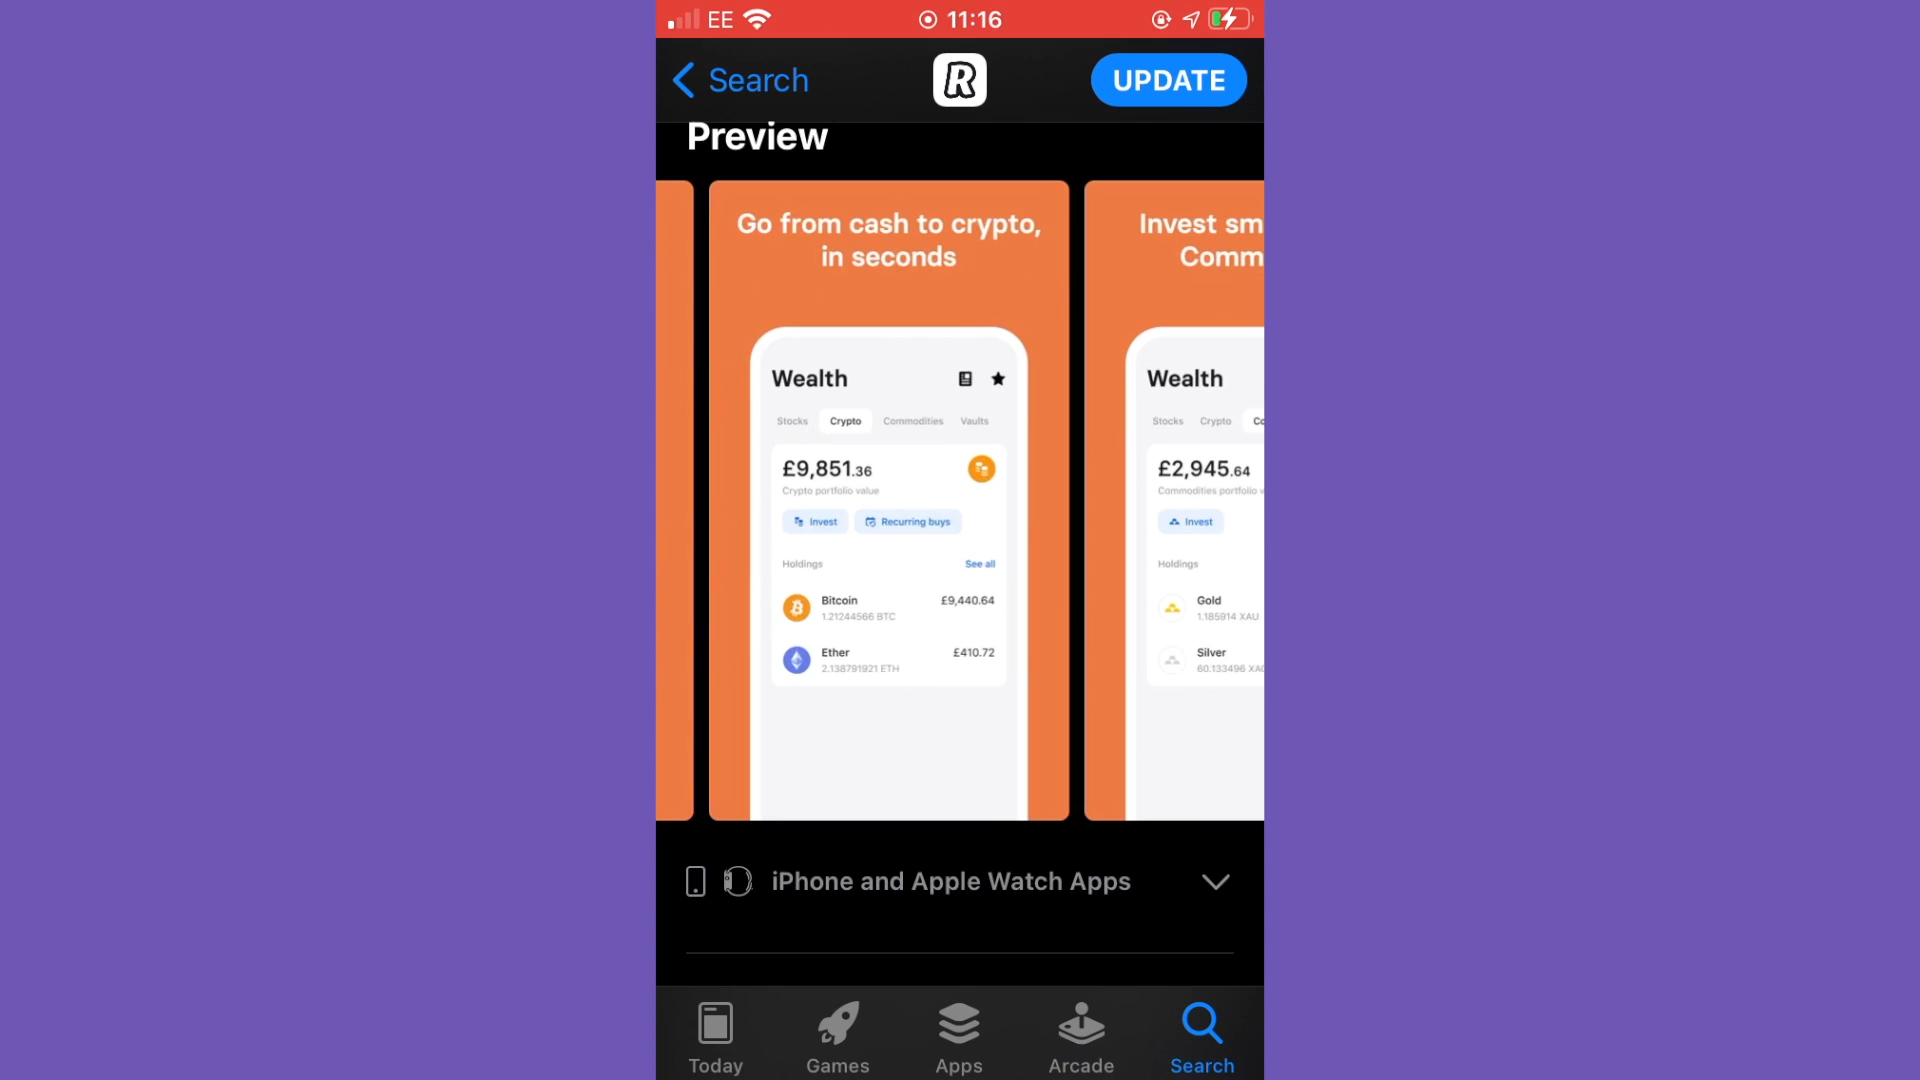 EE 11:16
Search R UPDATE
Preview
Go from cash to crypto,
in seconds
Wealth
Stocks Crypto Commodities Vaults
£9,851.36
Crypto portfolio value
Invest Recurring buys
Holdings See all
Bitcoin £9,440.64
1.21244566 BTC
Ether £410.72
2.138791921 ETH
Invest sm
Comm
Wealth
Stocks Crypto Co
£2,945.64
Commodities portfolio v
Invest
Holdings
Gold
1.185914 XAU
Silver
60.133496 XAG
iPhone and Apple Watch Apps
Today Games Apps Arcade Search